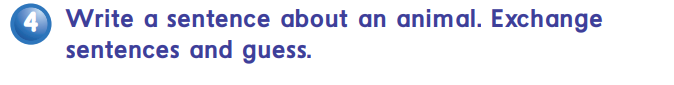 4 Write a sentence about an animal. Exchange
sentences and guess.